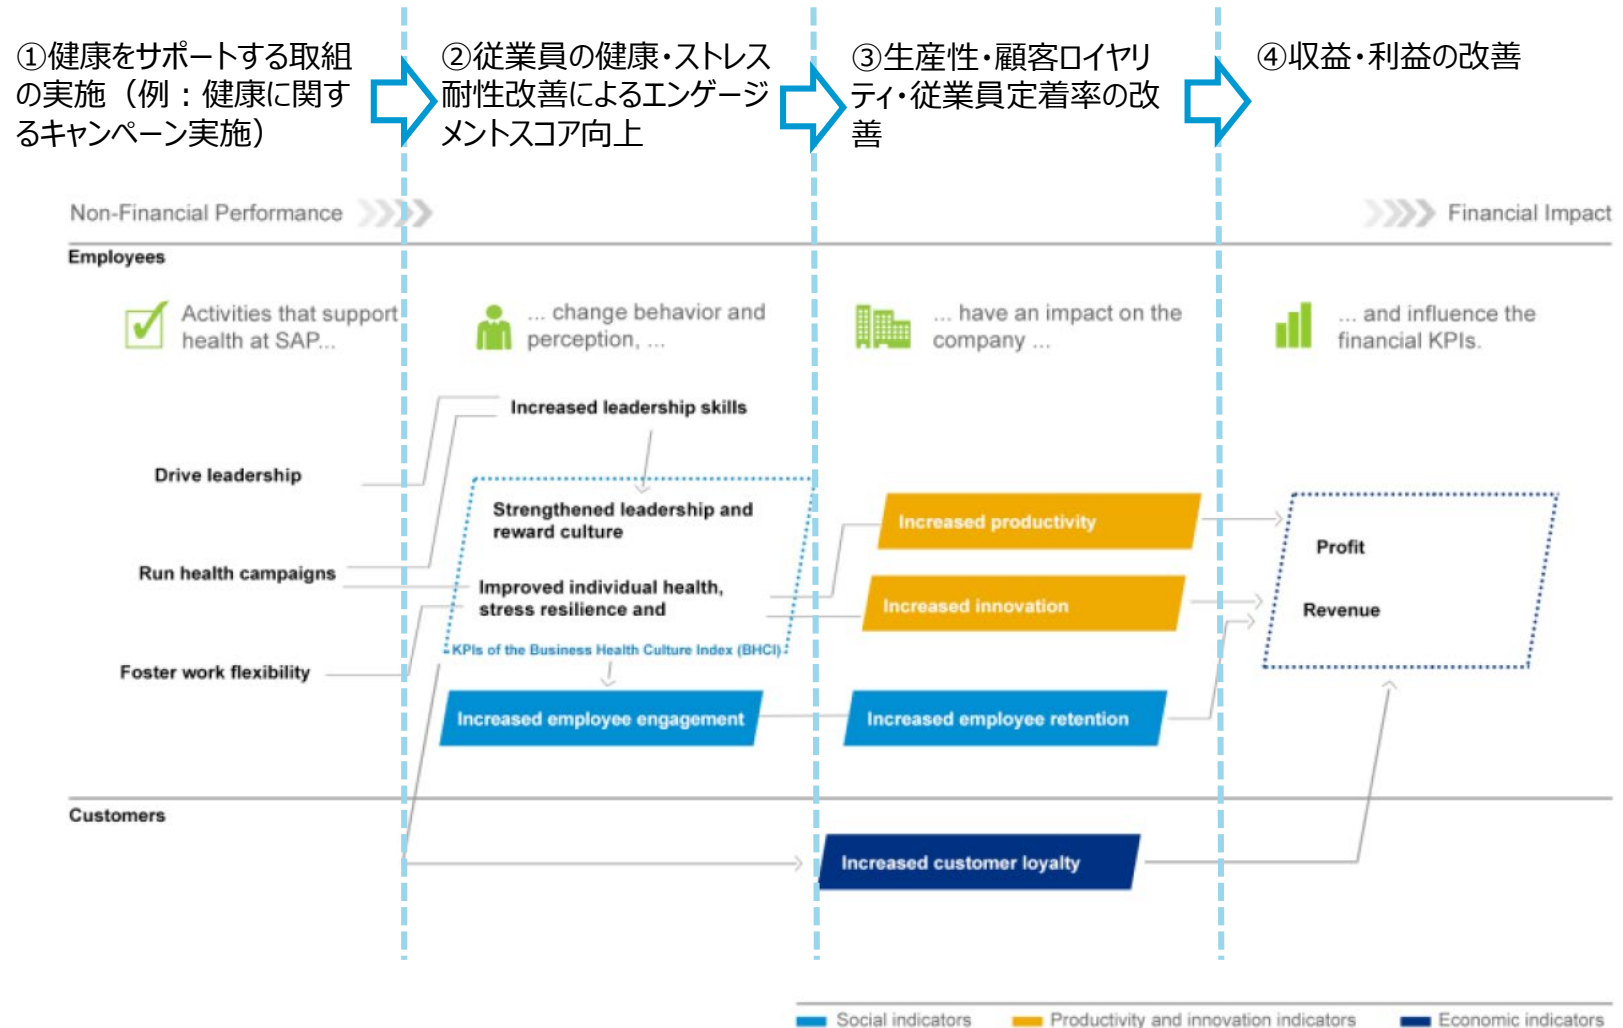 ①健康をサポートする取組
の実施（例：健康に関す
るキャンペーン実施）
②従業員の健康・ストレス
耐性改善によるエンゲージ
メントスコア向上
③生産性・顧客ロイヤリ
ティ・従業員定着率の改
善
④収益・利益の改善
Non-Financial Performance
Financial Impact
Employees
Activities that support
health at SAP...
... change behavior and
perception, ...
... have an impact on the
company ...
... and influence the
financial KPIs.
Drive leadership
Run health campaigns
Foster work flexibility
Increased leadership skills
Strengthened leadership and
reward culture
Improved individual health,
stress resilience and
KPIs of the Business Health Culture Index (BHCI)
Increased employee engagement
Increased productivity
Increased innovation
Increased employee retention
Profit
Revenue
Customers
Increased customer loyalty
Social indicators
Productivity and innovation indicators
Economic indicators